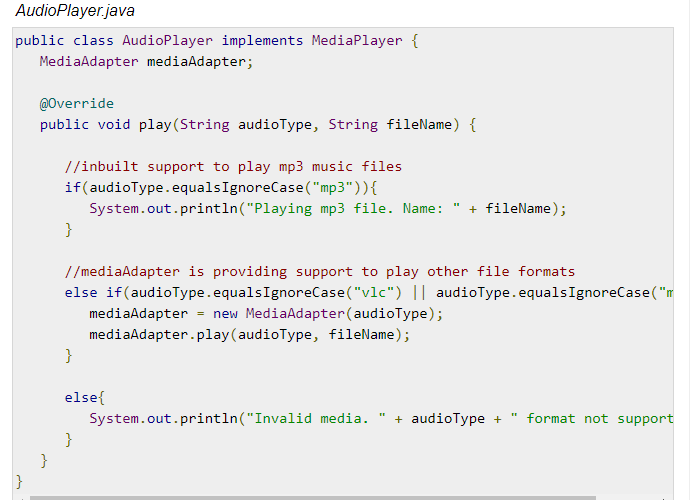 AudioPlayer.java
public class AudioPlayer implements MediaPlayer {
MediaAdapter mediaAdapter;
@Override
public void play(String audioType, String fileName) {
//inbuilt support to play mp3 music files
if(audioType.equalsIgnoreCase("mp3")){
System.out.println("Playing mp3 file. Name: " + fileName);
}
//mediaAdapter is providing support to play other file formats
else if(audioType.equalsIgnoreCase("vlc") || audioType.equalsIgnoreCase("m
mediaAdapter = new MediaAdapter(audioType);
mediaAdapter.play(audioType, fileName);
}
else{
System.out.println("Invalid media. " + audioType + " format not support
}
}
}